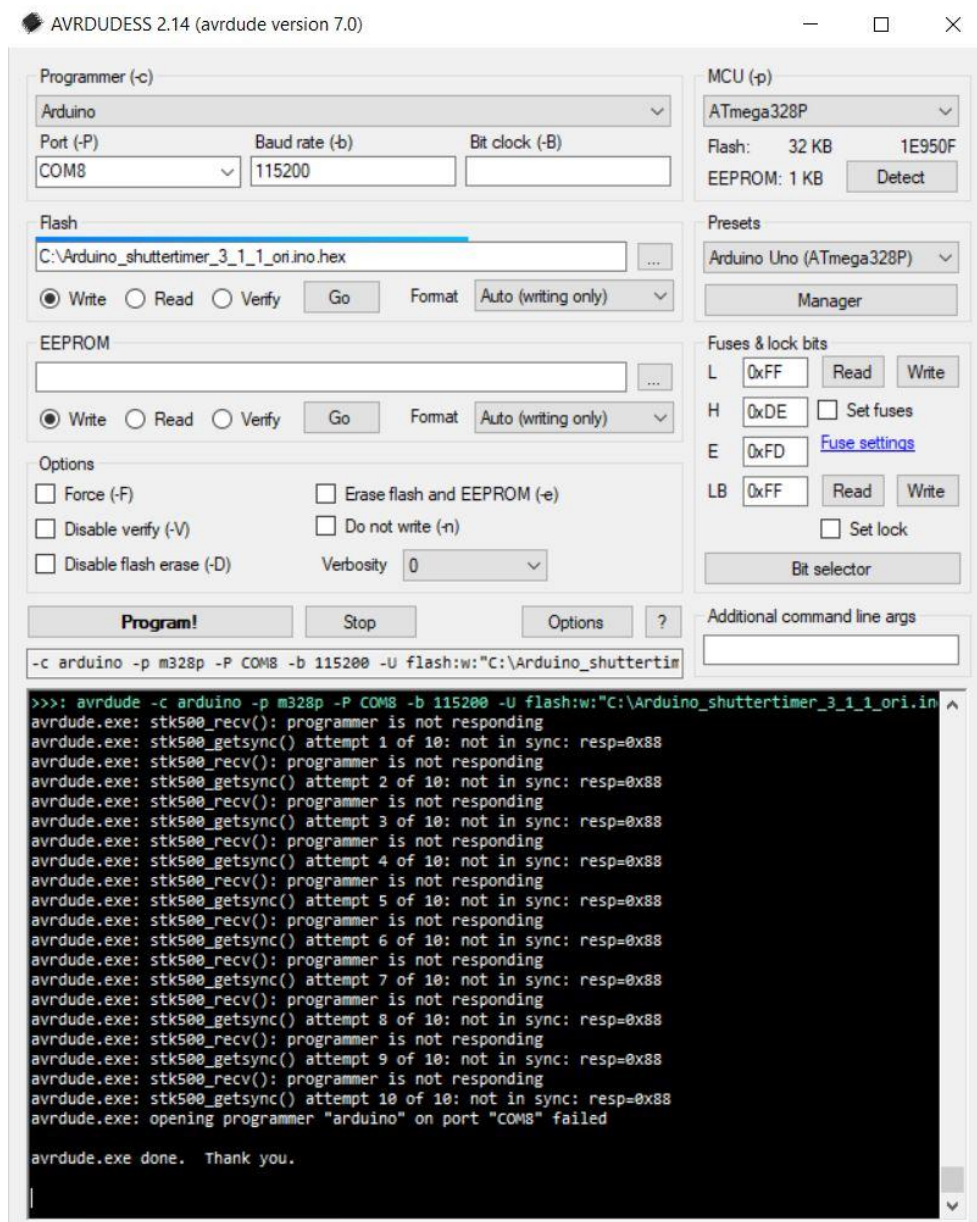 AVRDUDESS 2.14 (avrdude version 7.0)
Programmer (-c)
Arduino
Port (-P) Baud rate (-b) Bit clock (-B)
COM8 115200
MCU (-p)
ATmega328P
Flash: 32 KB 1E950F
EEPROM: 1 KB Detect
Flash
C:\Arduino_shuttertimer_3_1_1_ori.ino.hex ...
Write Read Verify Go Format Auto (writing only)
Presets
Arduino Uno (ATmega328P)
Manager
EEPROM
...
Write Read Verify Go Format Auto (writing only)
Fuses & lock bits
L 0xFF Read Write
H 0xDE Set fuses
E 0xFD Fuse settings
LB 0xFF Read Write
Set lock
Bit selector
Options
Force (-F) Erase flash and EEPROM (-e)
Disable verify (-V) Do not write (-n)
Disable flash erase (-D) Verbosity 0
Program! Stop Options ?
Additional command line args
-c arduino -p m328p -P COM8 -b 115200 -U flash:w:"C:\Arduino_shuttertim
>>>: avrdude -c arduino -p m328p -P COM8 -b 115200 -U flash:w:"C:\Arduino_shuttertimer_3_1_1_ori.in
avrdude.exe: stk500_recv(): programmer is not responding
avrdude.exe: stk500_getsync() attempt 1 of 10: not in sync: resp=0x88
avrdude.exe: stk500_recv(): programmer is not responding
avrdude.exe: stk500_getsync() attempt 2 of 10: not in sync: resp=0x88
avrdude.exe: stk500_recv(): programmer is not responding
avrdude.exe: stk500_getsync() attempt 3 of 10: not in sync: resp=0x88
avrdude.exe: stk500_recv(): programmer is not responding
avrdude.exe: stk500_getsync() attempt 4 of 10: not in sync: resp=0x88
avrdude.exe: stk500_recv(): programmer is not responding
avrdude.exe: stk500_getsync() attempt 5 of 10: not in sync: resp=0x88
avrdude.exe: stk500_recv(): programmer is not responding
avrdude.exe: stk500_getsync() attempt 6 of 10: not in sync: resp=0x88
avrdude.exe: stk500_recv(): programmer is not responding
avrdude.exe: stk500_getsync() attempt 7 of 10: not in sync: resp=0x88
avrdude.exe: stk500_recv(): programmer is not responding
avrdude.exe: stk500_getsync() attempt 8 of 10: not in sync: resp=0x88
avrdude.exe: stk500_recv(): programmer is not responding
avrdude.exe: stk500_getsync() attempt 9 of 10: not in sync: resp=0x88
avrdude.exe: stk500_recv(): programmer is not responding
avrdude.exe: stk500_getsync() attempt 10 of 10: not in sync: resp=0x88
avrdude.exe: opening programmer "arduino" on port "COM8" failed
avrdude.exe done. Thank you.